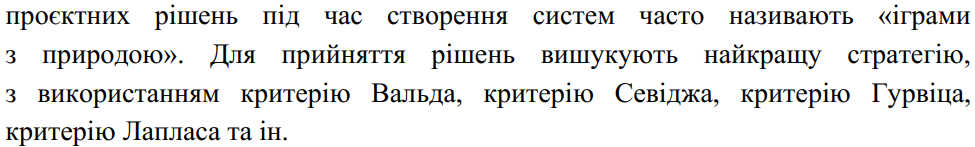 проєктних рішень під час створення систем часто називають «іграми
з природою». Для прийняття рішень вишукують найкращу стратегію,
з використанням критерію Вальда, критерію Севіджа, критерію Гурвіца,
критерію Лапласа та ін.